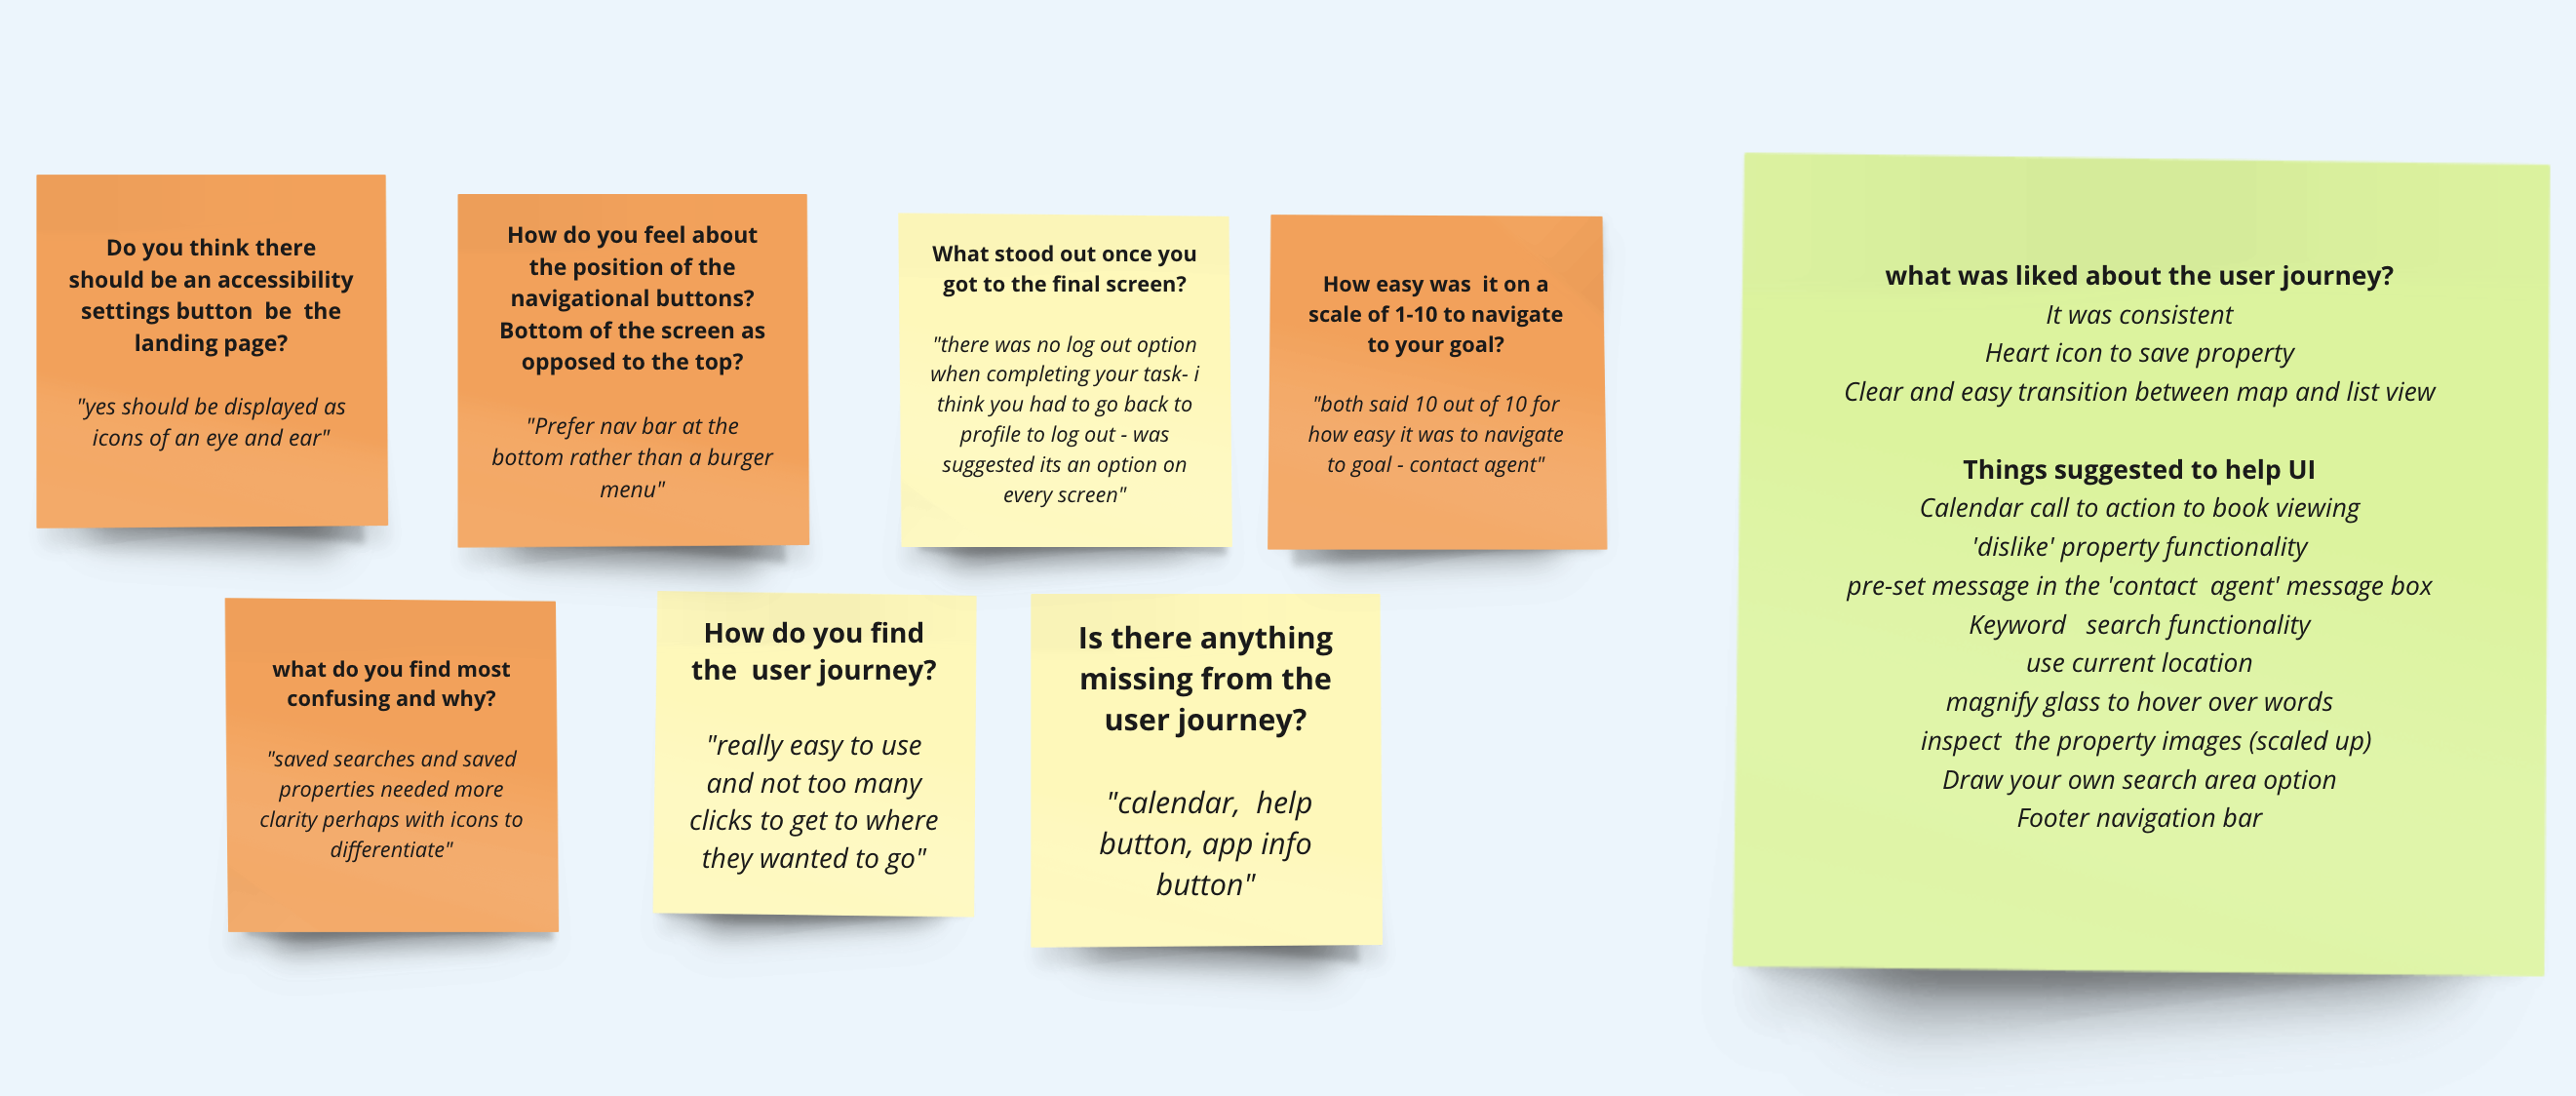 Do you think there
should be an accessibility
settings button  be  the
landing page?
"yes should be displayed as
icons of an eye and ear"
How do you feel about
the position of the
navigational buttons?
Bottom of the screen as
opposed to the top?
"Prefer nav bar at the
bottom rather than a burger
menu"
What stood out once you
got to the final screen?
"there was no log out option
when completing your task- i
think you had to go back to
profile to log out - was
suggested its an option on
every screen"
How easy was  it on a
scale of 1-10 to navigate
to your goal?
"both said 10 out of 10 for
how easy it was to navigate
to goal - contact agent"
what do you find most
confusing and why?
"saved searches and saved
properties needed more
clarity perhaps with icons to
differentiate"
How do you find
the  user journey?
"really easy to use
and not too many
clicks to get to where
they wanted to go"
Is there anything
missing from the
user journey?
"calendar,  help
button, app info
button"
what was liked about the user journey?
It was consistent
Heart icon to save property
Clear and easy transition between map and list view
Things suggested to help UI
Calendar call to action to book viewing
'dislike' property functionality
pre-set message in the 'contact  agent' message box
Keyword   search functionality
use current location
magnify glass to hover over words
inspect  the property images (scaled up)
Draw your own search area option
Footer navigation bar